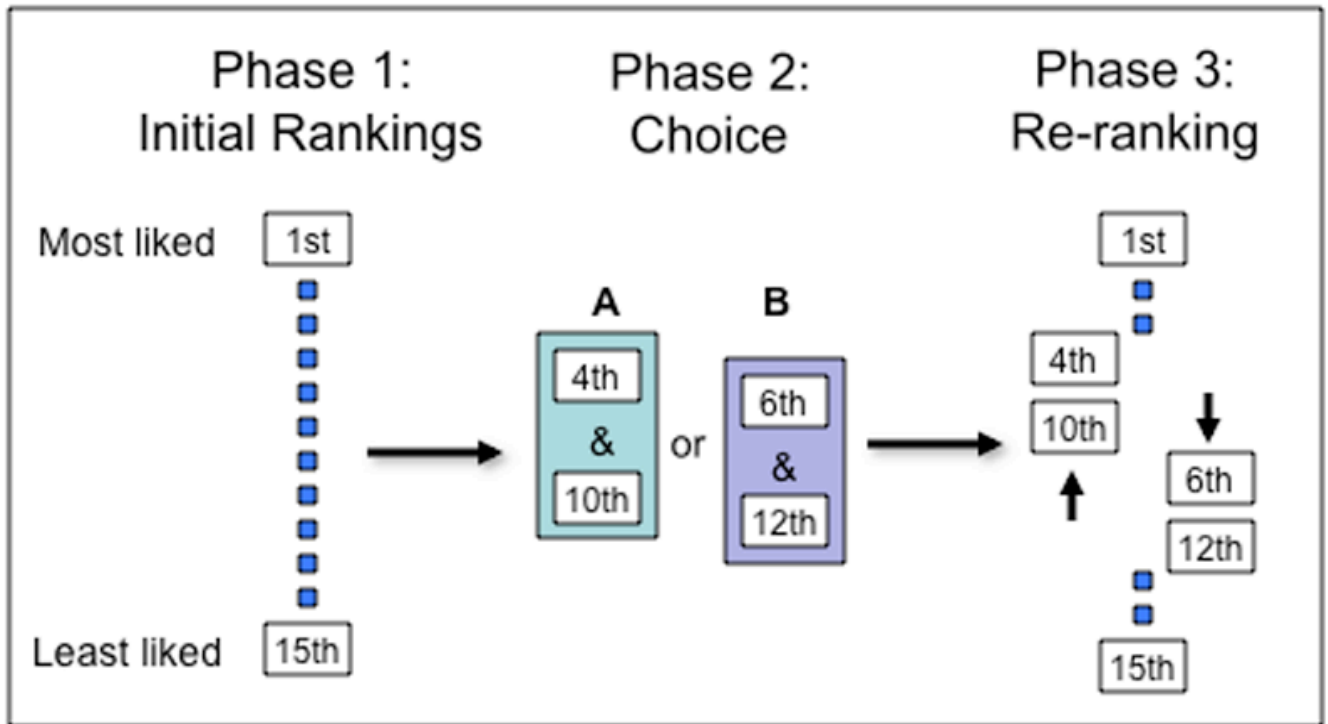 Phase 1:
Initial Rankings
Phase 2:
Choice
Phase 3:
Re-ranking
Most liked
1st
Least liked
15th
A
4th
&
10th
or
B
6th
&
12th
1st
4th
10th
6th
12th
15th